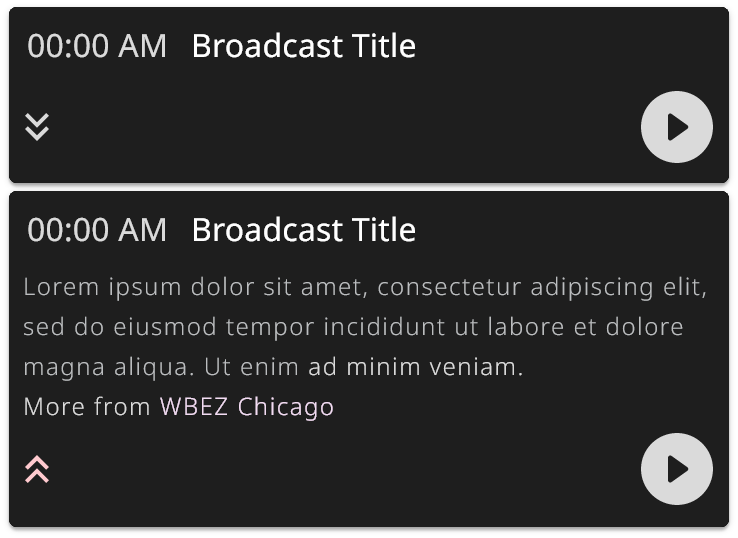 00:00 AM Broadcast Title
00:00 AM Broadcast Title
Lorem ipsum dolor sit amet, consectetur adipiscing elit,
sed do eiusmod tempor incididunt ut labore et dolore
magna aliqua. Ut enim ad minim veniam.
More from WBEZ Chicago